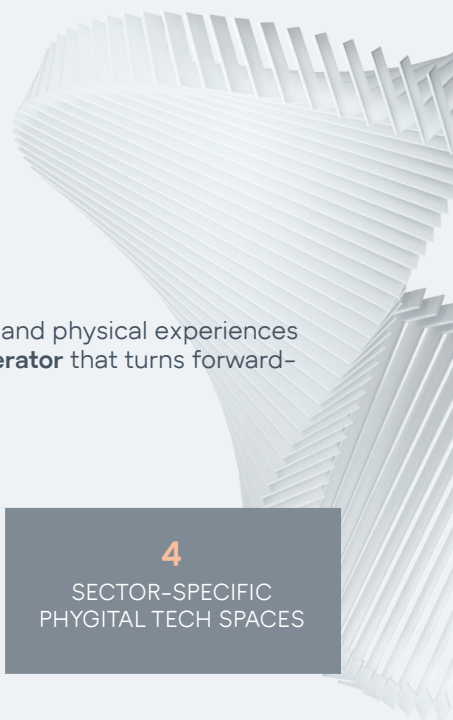 and physical experiences
erator that turns forward-
4
SECTOR-SPECIFIC
PHYGITAL TECH SPACES